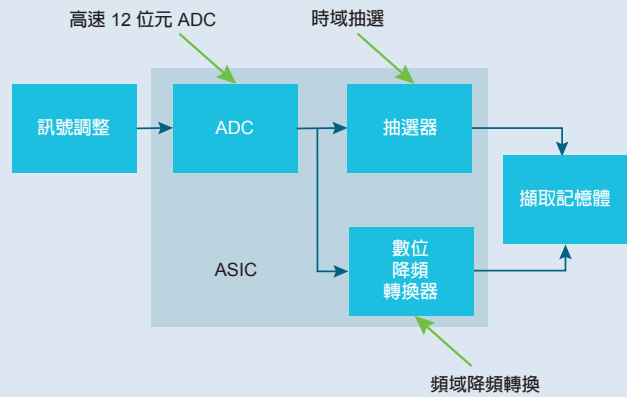 高速 12 位元 ADC
時域抽選
訊號調整
ADC
抽選器
擷取記憶體
ASIC
數位
降頻
轉換器
頻域降頻轉換